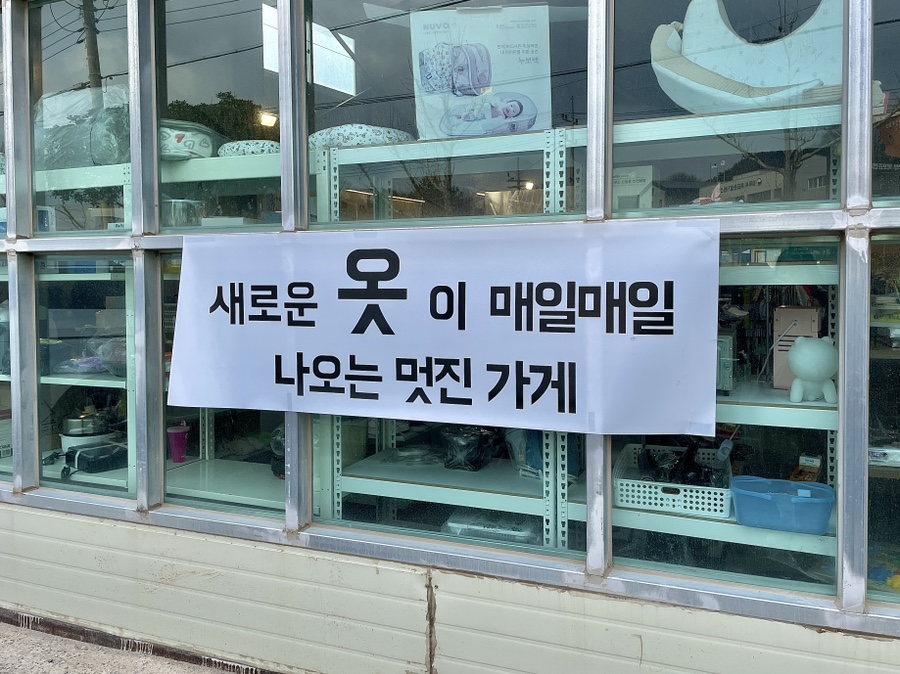 새로운 옷이 매일매일
나오는 멋진 가게